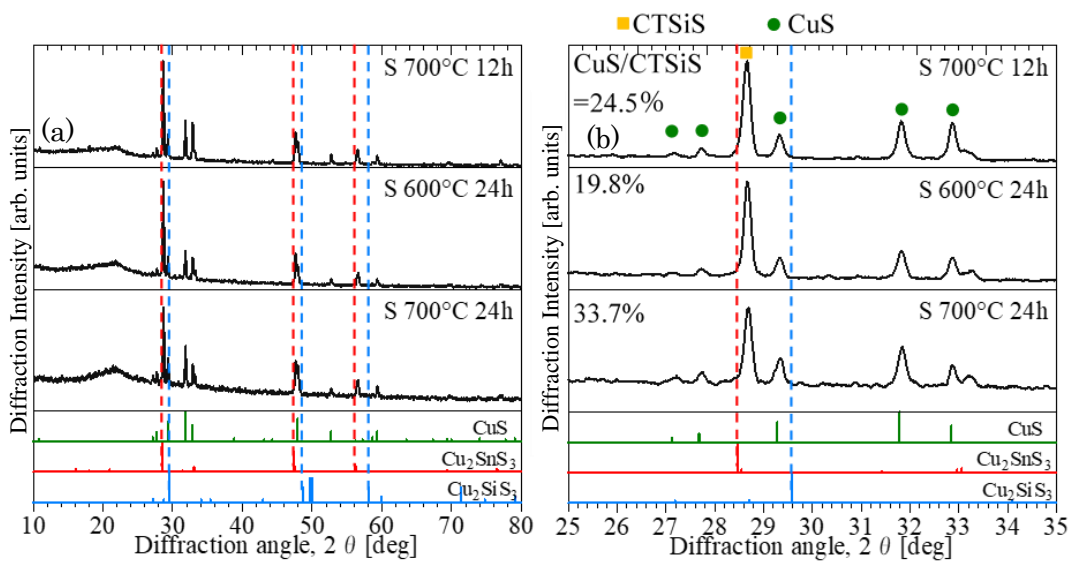 CTSiS
CuS
(a)
S 700°C 12h
S 600°C 24h
S 700°C 24h
CuS
Cu₂SnS₃
Cu₂SiS₃
Diffraction Intensity [arb. units]
10 20 30 40 50 60 70 80
Diffraction angle, 2 θ [deg]
CuS/CTSiS
=24.5%
(b)
S 700°C 12h
19.8%
S 600°C 24h
33.7%
S 700°C 24h
CuS
Cu₂SnS₃
Cu₂SiS₃
Diffraction Intensity [arb. units]
25 26 27 28 29 30 31 32 33 34 35
Diffraction angle, 2 θ [deg]